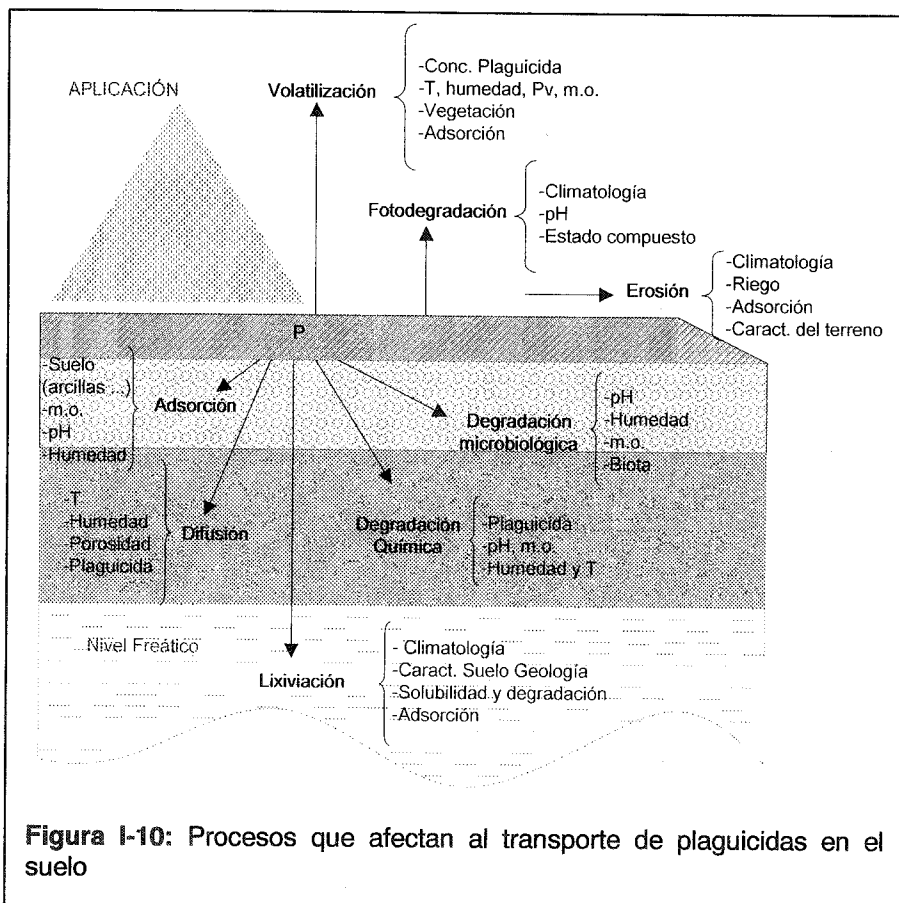 APLICACIÓN
Volatilización
-Conc. Plaguicida
-T, humedad, Pv, m.o.
-Vegetación
-Adsorción
Fotodegradación
-Climatología
-pH
-Estado compuesto
Erosión
-Climatología
-Riego
-Adsorción
-Caract. del terreno
P
-Suelo
(arcillas ...)
-m.o.
-pH
-Humedad
Adsorción
Degradación
microbiológica
-pH
-Humedad
-m.o.
-Biota
-T
-Humedad
-Porosidad
-Plaguicida
Difusión
Degradación
Química
-Plaguicida
-pH, m.o.
-Humedad y T
Nivel Freático
Lixiviación
- Climatología
-Caract. Suelo Geología
-Solubilidad y degradación
-Adsorción
Figura I-10: Procesos que afectan al transporte de plaguicidas en el
suelo